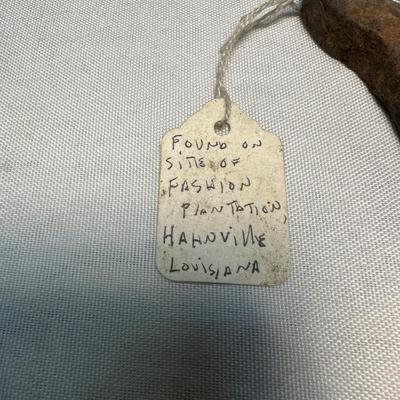 FOUND ON
SITE OF
FASHION
PLANTATION,
HAHNVILLE
LOUISIANA